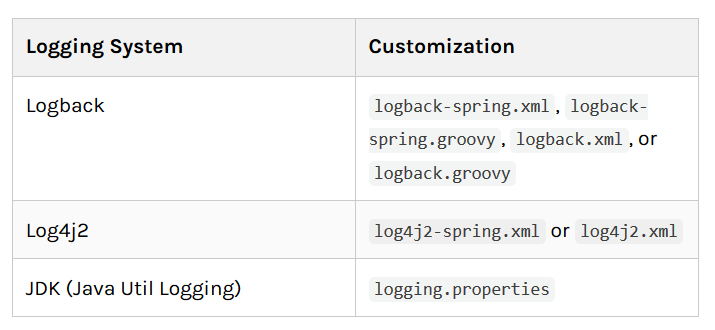 Logging System Customization
Logback
logback-spring.xml, logback-
spring.groovy, logback.xml, or
logback.groovy
Log4j2
log4j2-spring.xml or log4j2.xml
JDK (Java Util Logging)
logging.properties